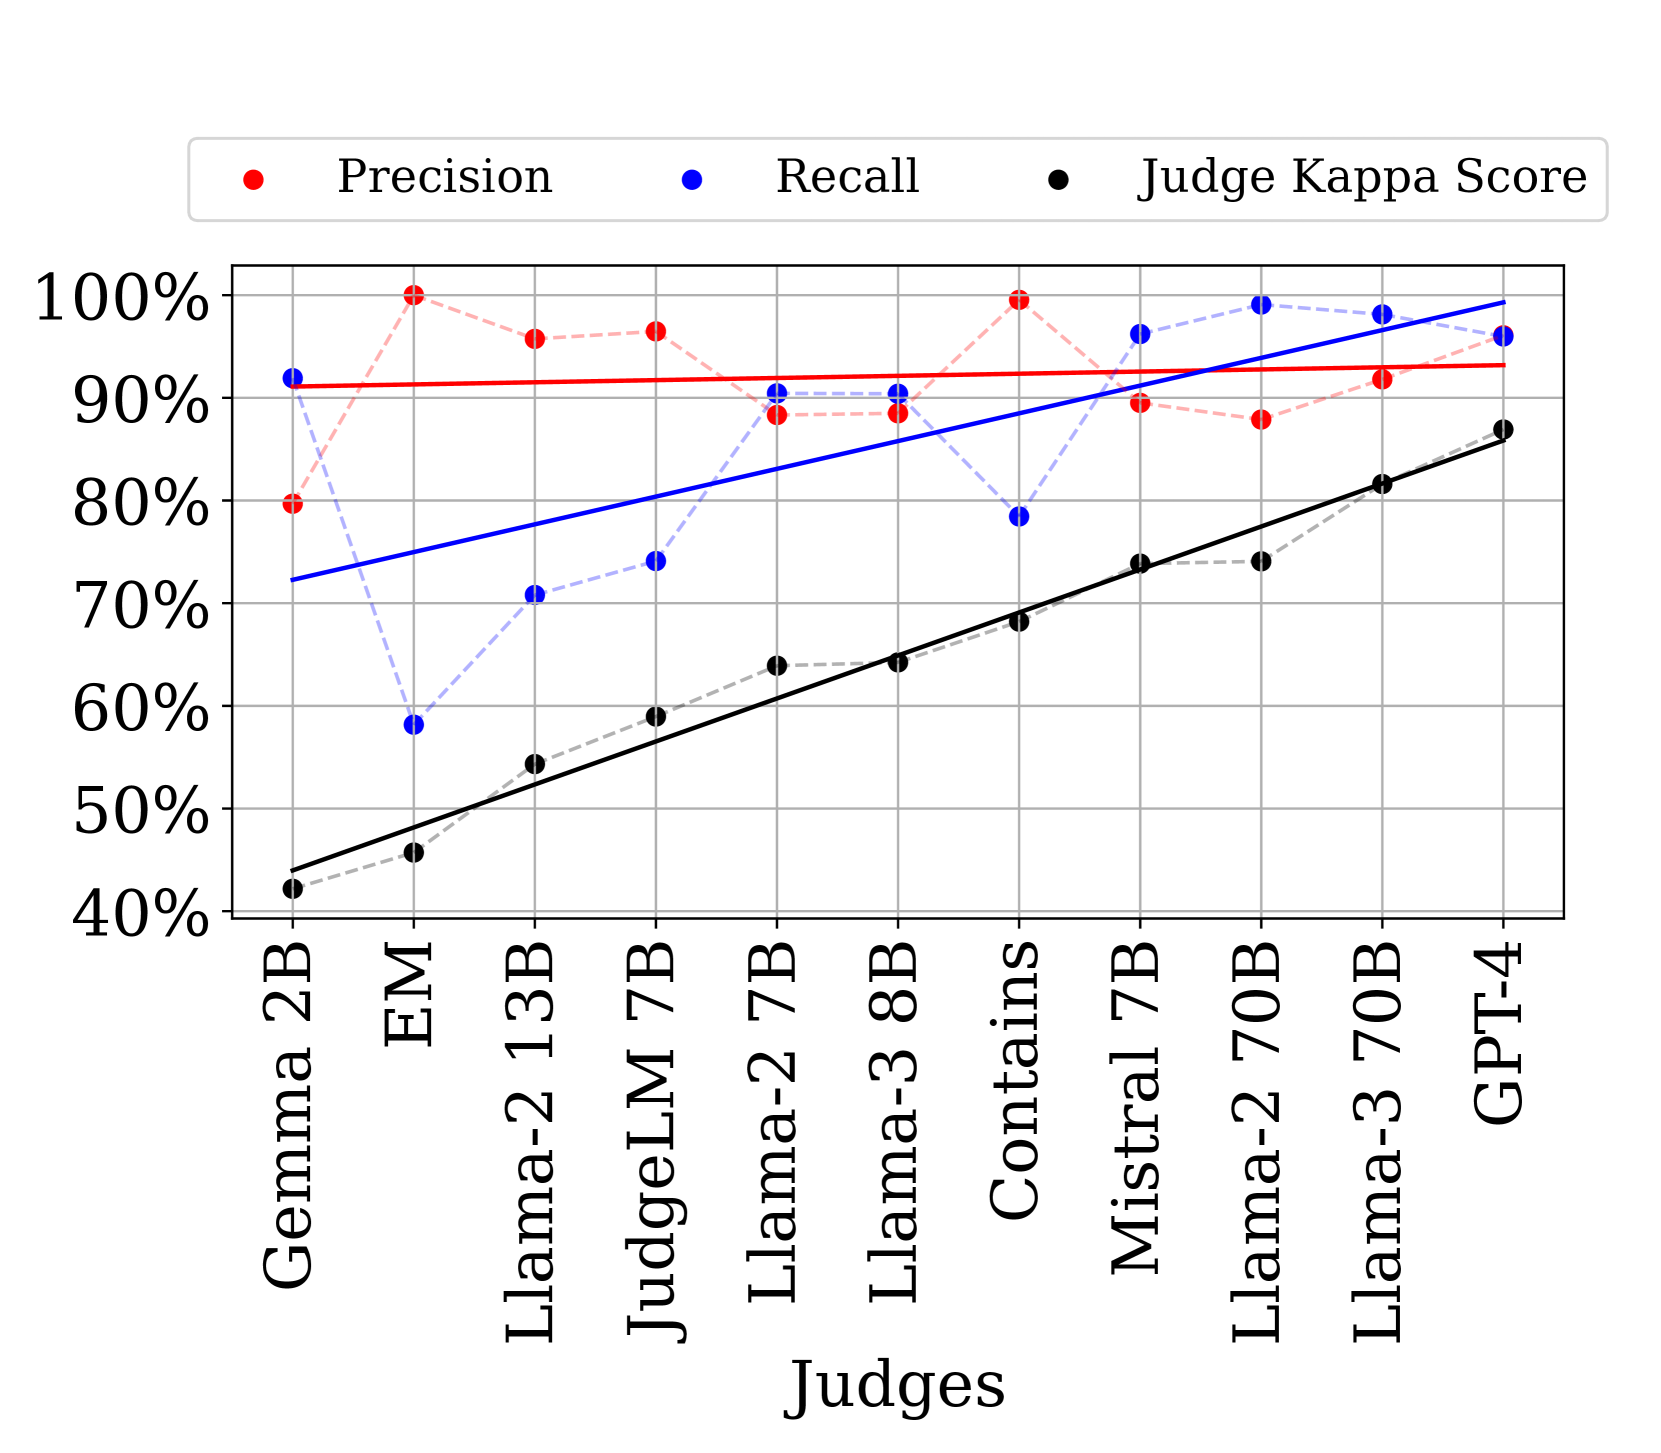 Precision Recall Judge Kappa Score
100%
90%
80%
70%
60%
50%
40%
Gemma 2B
EM
Llama-2 13B
JudgeLM 7B
Llama-2 7B
Llama-3 8B
Contains
Mistral 7B
Llama-2 70B
Llama-3 70B
GPT-4
Judges